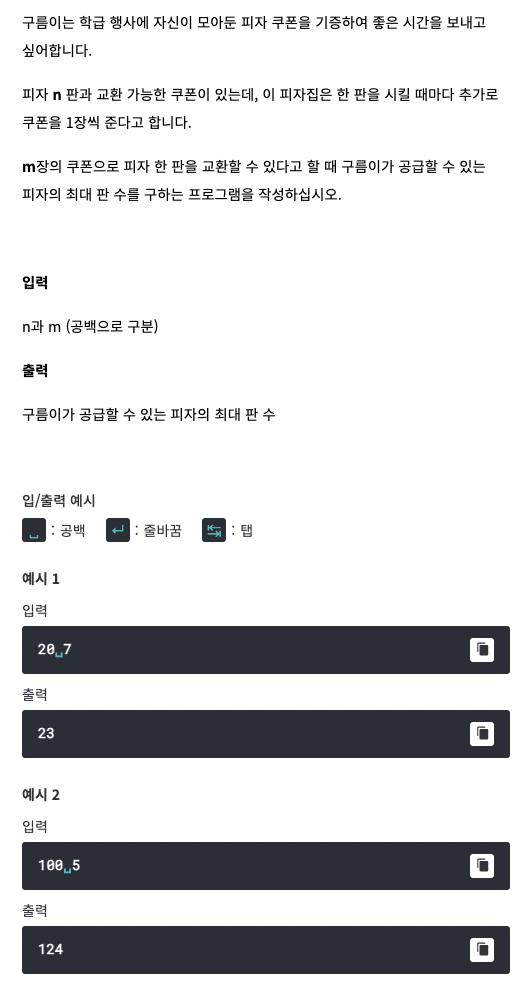 구름이는 학급 행사에 자신이 모아둔 피자 쿠폰을 기증하여 좋은 시간을 보내고
싶어합니다.
피자 n 판과 교환 가능한 쿠폰이 있는데, 이 피자집은 한 판을 시킬 때마다 추가로
쿠폰을 1장씩 준다고 합니다.
m장의 쿠폰으로 피자 한 판을 교환할 수 있다고 할 때 구름이가 공급할 수 있는
피자의 최대 판 수를 구하는 프로그램을 작성하십시오.
입력
n과 m (공백으로 구분)
출력
구름이가 공급할 수 있는 피자의 최대 판 수
입/출력 예시
␣ : 공백 ↵ : 줄바꿈 ↹ : 탭
예시 1
입력
20␣7
출력
23
예시 2
입력
100␣5
출력
124